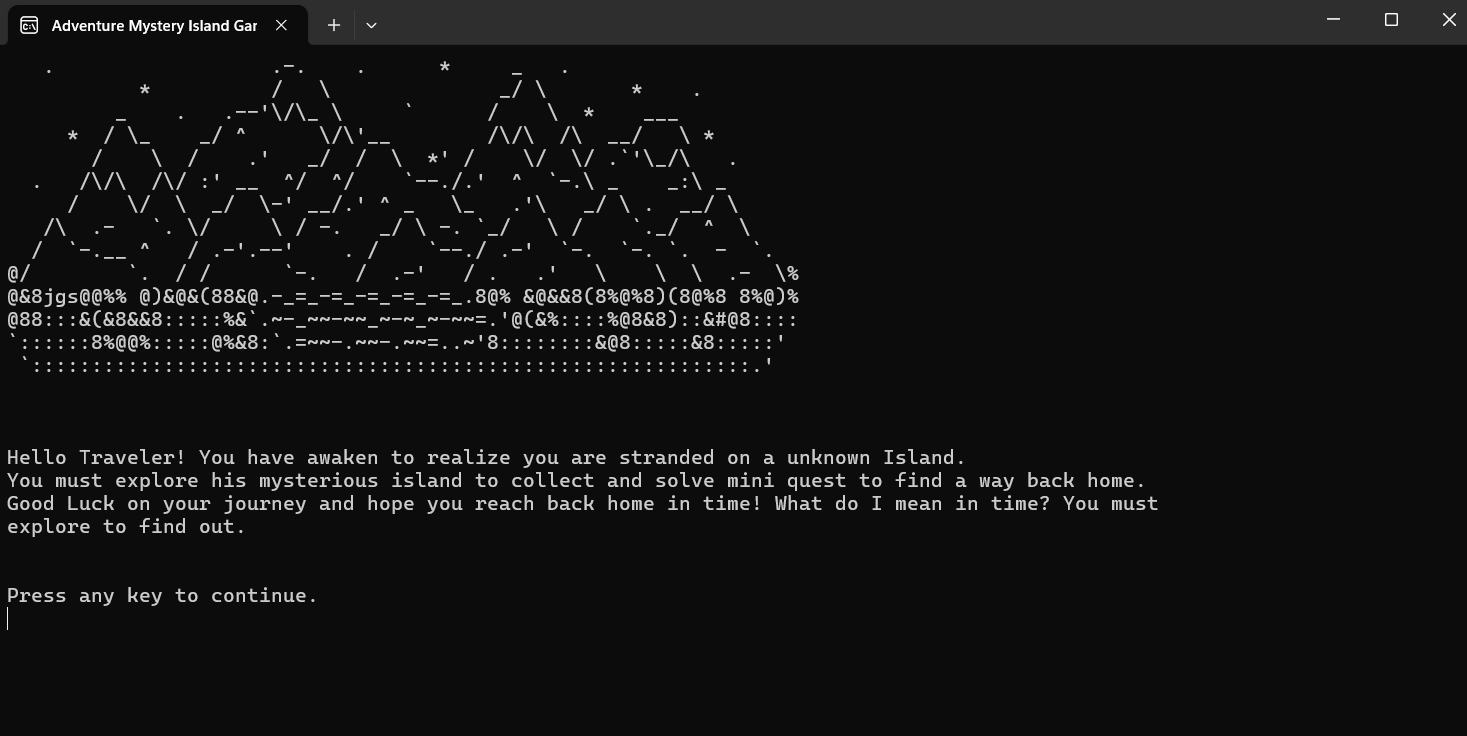 Adventure Mystery Island Gar
jgs
Hello Traveler! You have awaken to realize you are stranded on a unknown Island.
You must explore his mysterious island to collect and solve mini quest to find a way back home.
Good Luck on your journey and hope you reach back home in time! What do I mean in time? You must
explore to find out.
Press any key to continue.